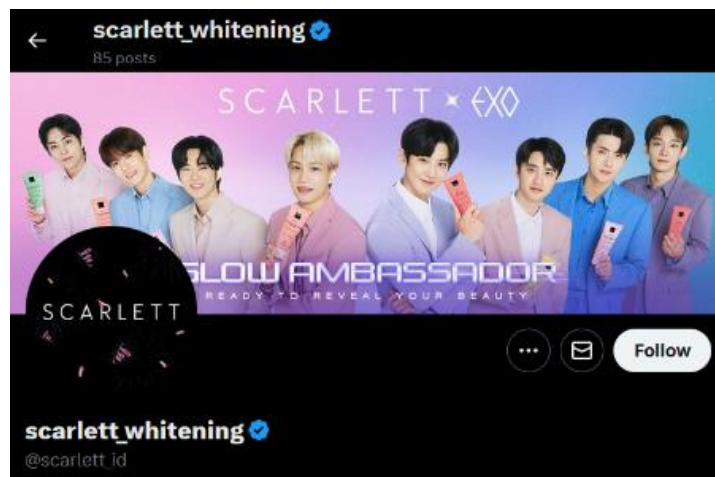 scarlett_whitening
85 posts
SCARLETT × EXO
GLOW AMBASSADOR
READY TO REVEAL YOUR BEAUTY
SCARLETT
Follow
scarlett_whitening
@scarlett_id